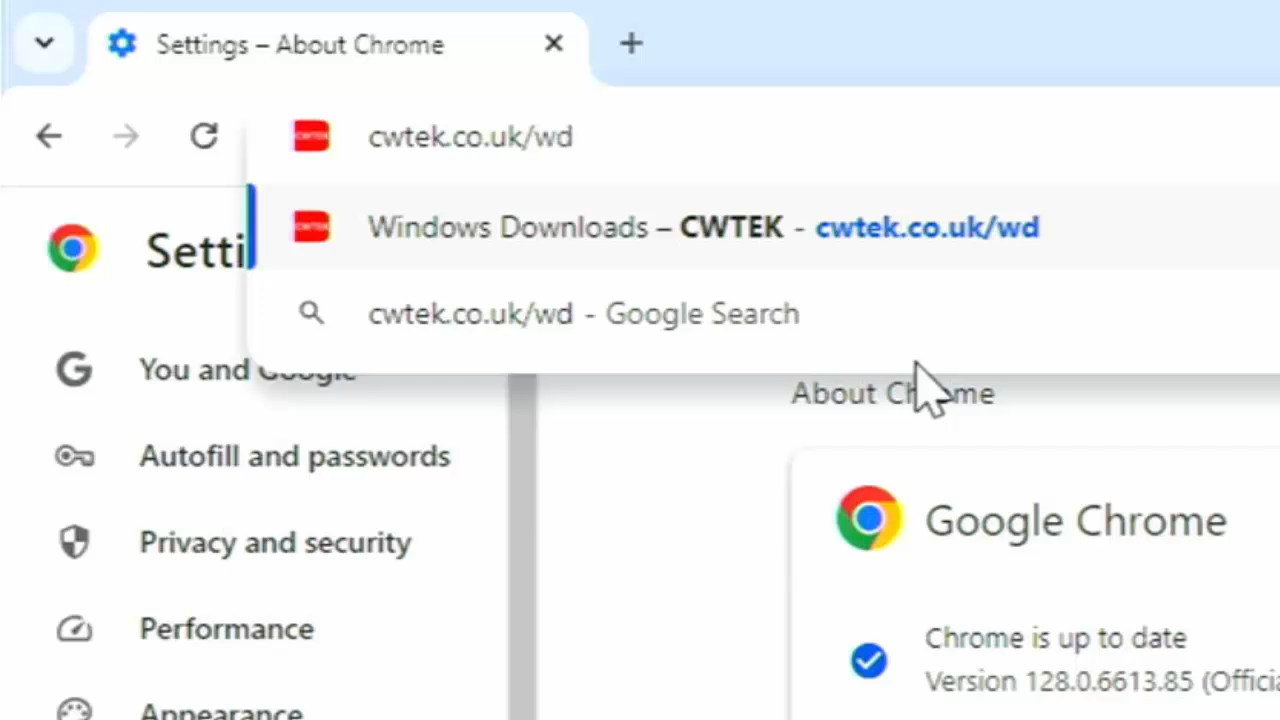 Settings – About Chrome
cwtek.co.uk/wd
Windows Downloads – CWTEK - cwtek.co.uk/wd
cwtek.co.uk/wd - Google Search
Setti
You and Google
Autofill and passwords
Privacy and security
Performance
Appearance
About Chrome
Google Chrome
Chrome is up to date
Version 128.0.6613.85 (Officia